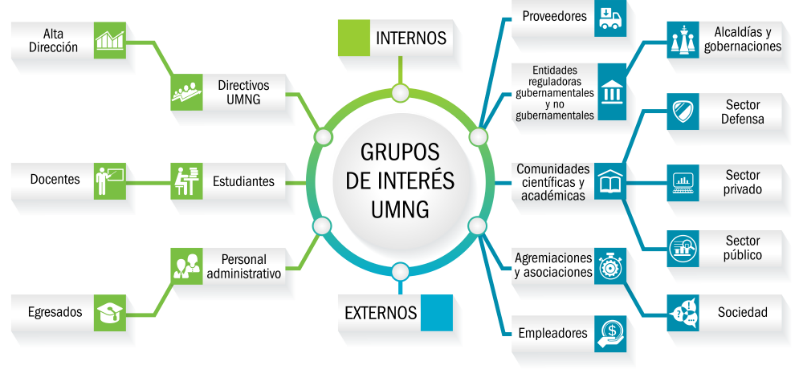 Alta
Dirección
Directivos
UMNG
Docentes
Estudiantes
Personal
administrativo
Egresados
INTERNOS
GRUPOS
DE INTERÉS
UMNG
EXTERNOS
Proveedores
Entidades
reguladoras
gubernamentales
y no
gubernamentales
Comunidades
científicas y
académicas
Agremiaciones
y asociaciones
Empleadores
Alcaldías y
gobernaciones
Sector
Defensa
Sector
privado
Sector
público
Sociedad